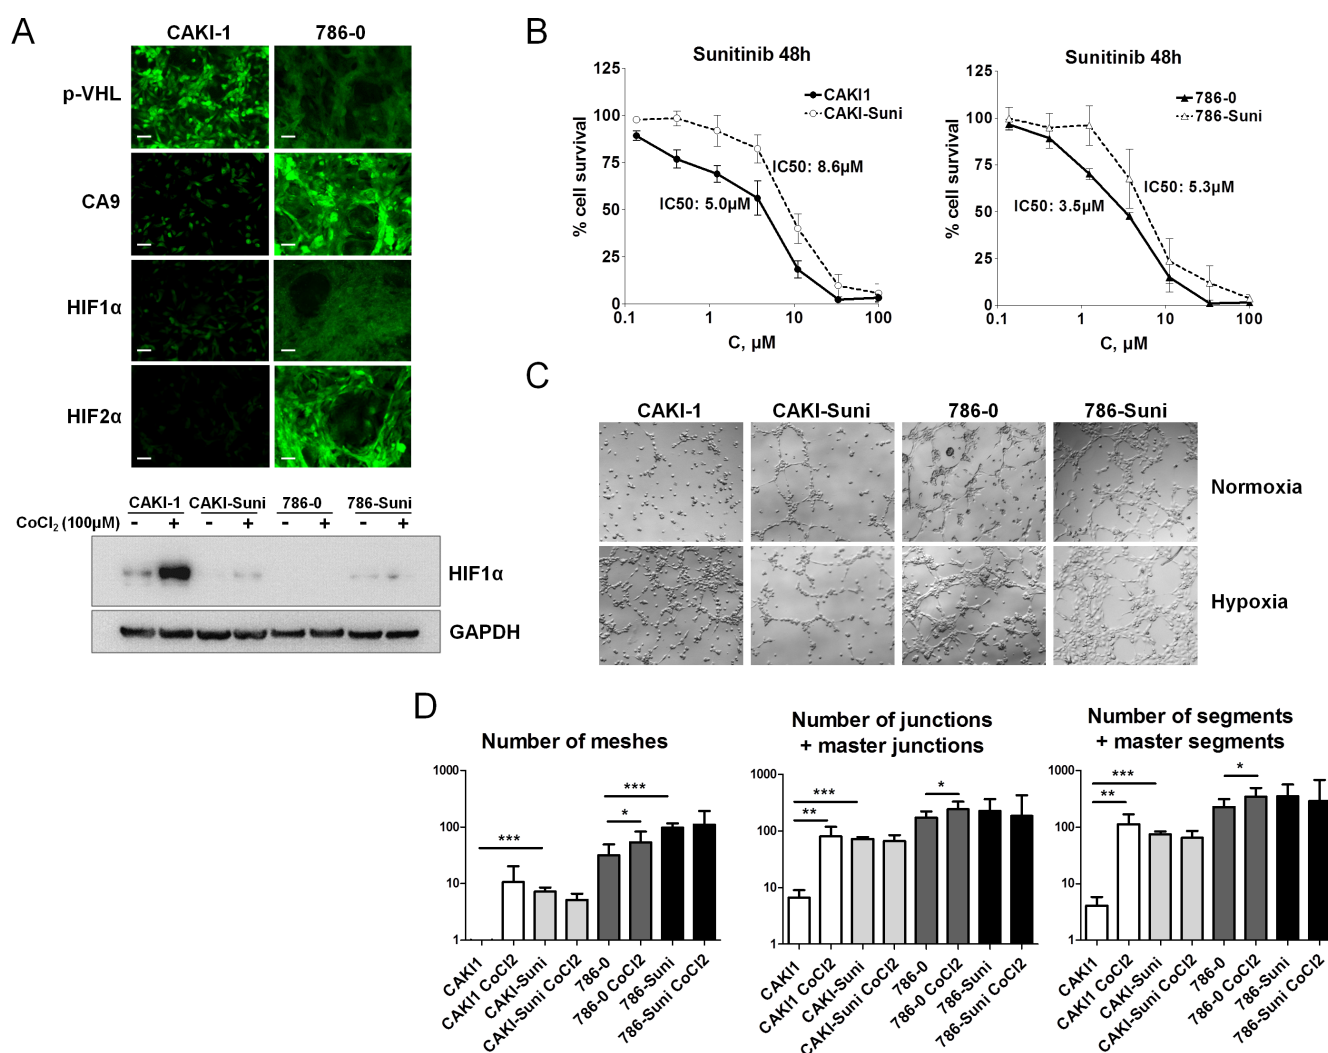 A
CAKI-1 786-0
p-VHL
CA9
HIF1α
HIF2α
CAKI-1 CAKI-Suni 786-0 786-Suni
CoCl2 (100µM) - + - + - + - +
HIF1α
GAPDH
B
Sunitinib 48h
125
100
75
50
25
0
% cell survival
CAKI1
CAKI-Suni
IC50: 8.6µM
IC50: 5.0µM
0.1 1 10 100
C, µM
Sunitinib 48h
125
100
75
50
25
0
% cell survival
786-0
786-Suni
IC50: 5.3µM
IC50: 3.5µM
0.1 1 10 100
C, µM
C
CAKI-1 CAKI-Suni 786-0 786-Suni
Normoxia
Hypoxia
D
Number of meshes
1000
100
10
1
***
***
*
CAKI1
CAKI1 CoCl2
CAKI-Suni
CAKI-Suni CoCl2
786-0
786-0 CoCl2
786-Suni
786-Suni CoCl2
Number of junctions
+ master junctions
1000
100
10
1
***
**
*
CAKI1
CAKI1 CoCl2
CAKI-Suni
CAKI-Suni CoCl2
786-0
786-0 CoCl2
786-Suni
786-Suni CoCl2
Number of segments
+ master segments
1000
100
10
1
***
**
*
CAKI1
CAKI1 CoCl2
CAKI-Suni
CAKI-Suni CoCl2
786-0
786-0 CoCl2
786-Suni
786-Suni CoCl2